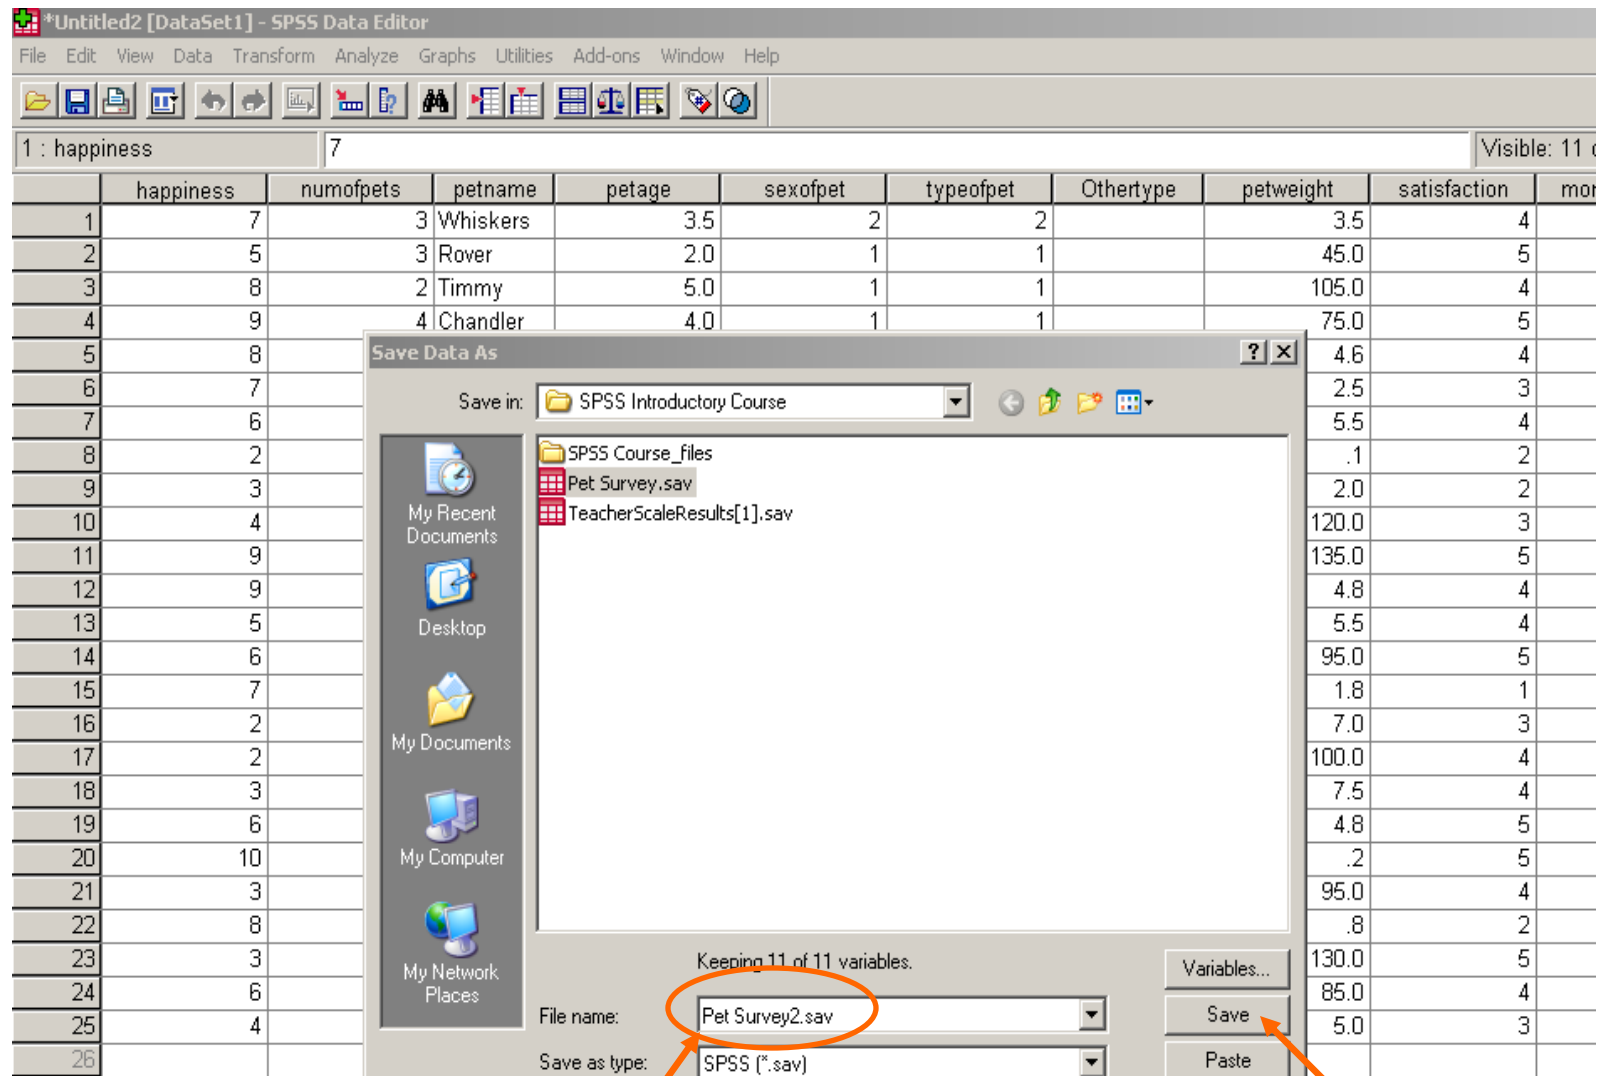 *Untitled2 [DataSet1] - SPSS Data Editor
File Edit View Data Transform Analyze Graphs Utilities Add-ons Window Help
1 : happiness 7 Visible: 11
happiness numofpets petname petage sexofpet typeofpet Othertype petweight satisfaction mor
1 7 3 Whiskers 3.5 2 2 3.5 4
2 5 3 Rover 2.0 1 1 45.0 5
3 8 2 Timmy 5.0 1 1 105.0 4
4 9 4 Chandler 4.0 1 1 75.0 5
5 8 4.6 4
6 7 2.5 3
7 6 5.5 4
8 2 .1 2
9 3 2.0 2
10 4 120.0 3
11 9 135.0 5
12 9 4.8 4
13 5 5.5 4
14 6 95.0 5
15 7 1.8 1
16 2 7.0 3
17 2 100.0 4
18 3 7.5 4
19 6 4.8 5
20 10 .2 5
21 3 95.0 4
22 8 .8 2
23 3 130.0 5
24 6 85.0 4
25 4 5.0 3
26
Save Data As
Save in: SPSS Introductory Course
SPSS Course_files
Pet Survey.sav
TeacherScaleResults[1].sav
My Recent
Documents
Desktop
My Documents
My Computer
My Network
Places
Keeping 11 of 11 variables.
Variables...
File name: Pet Survey2.sav Save
Save as type: SPSS (*.sav) Paste